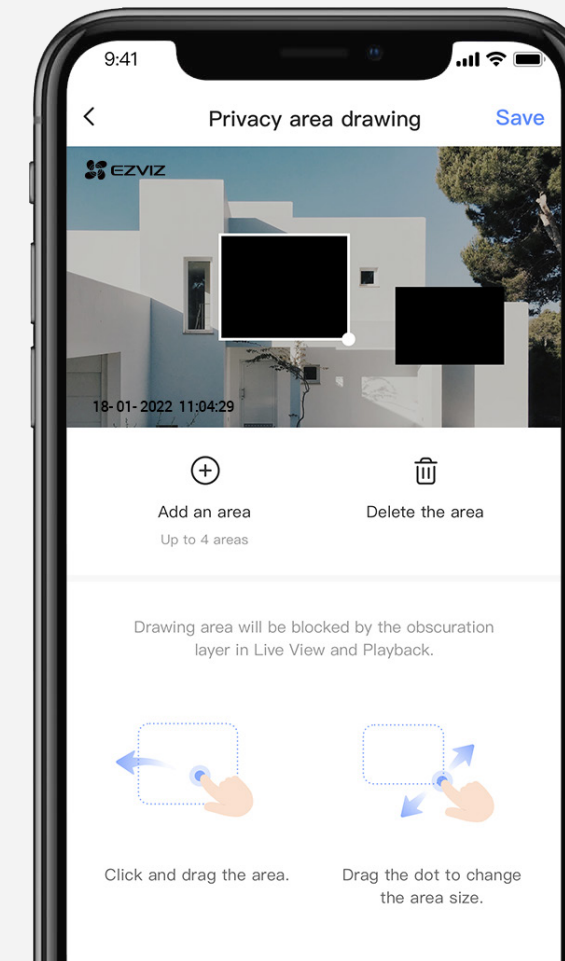 9:41
Privacy area drawing
Save
EZVIZ
18-01-2022 11:04:29
Add an area
Delete the area
Up to 4 areas
Drawing area will be blocked by the obscuration
layer in Live View and Playback.
Click and drag the area.
Drag the dot to change
the area size.